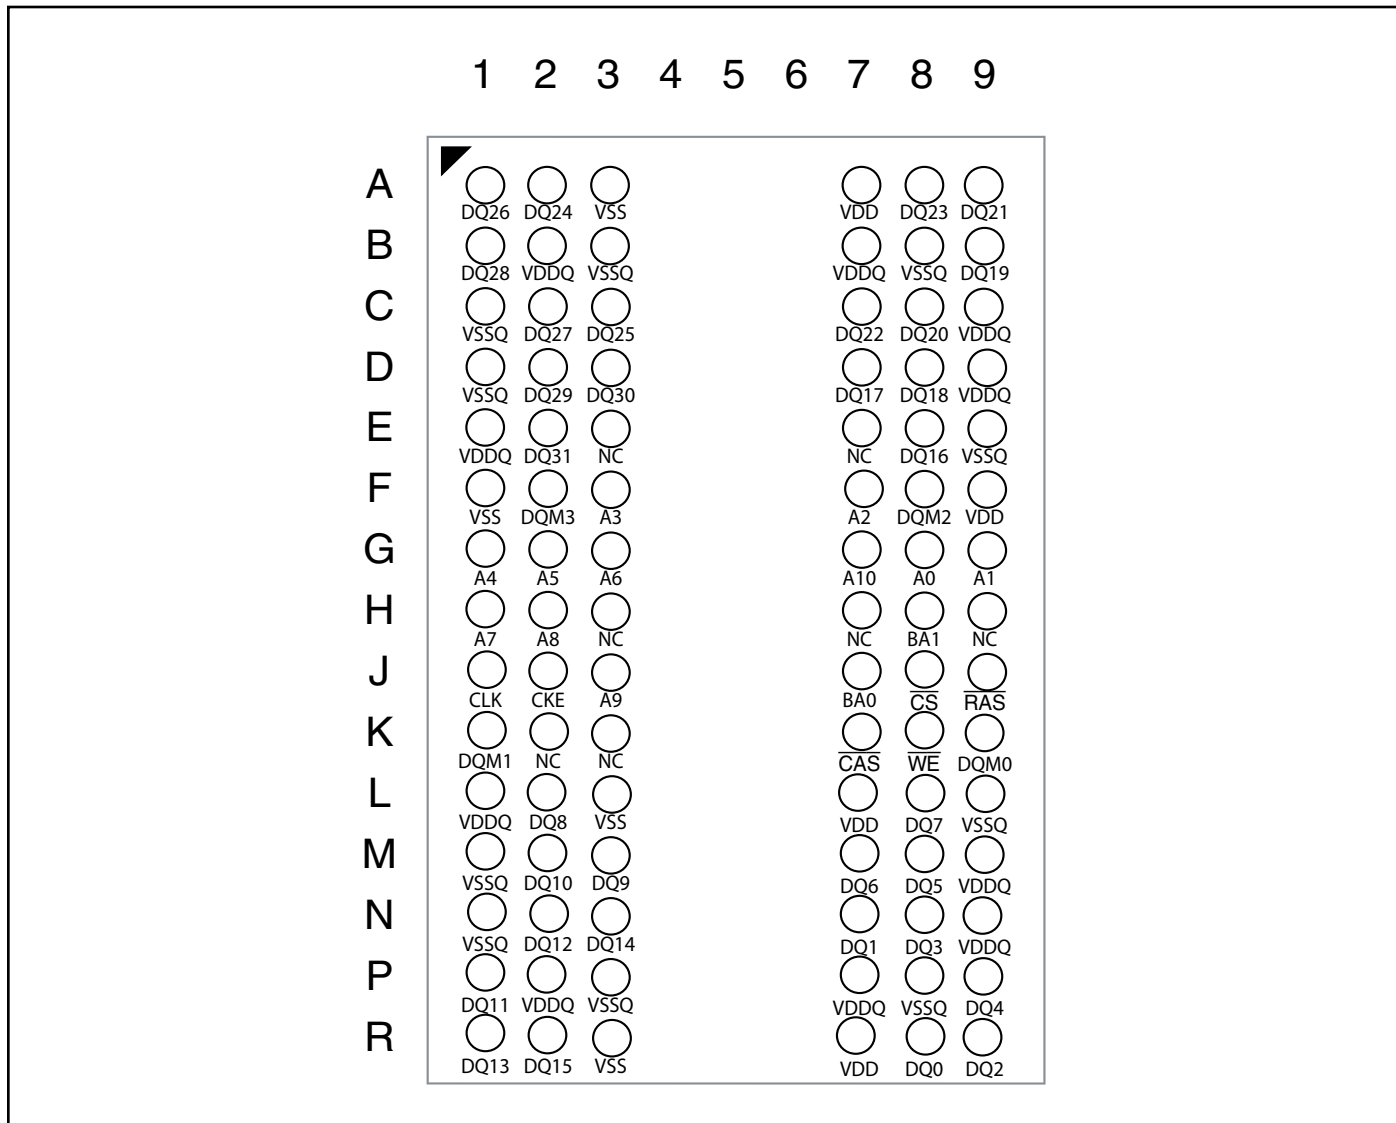 1 2 3 4 5 6 7 8 9
A
DQ26 DQ24 VSS VDD DQ23 DQ21
B
DQ28 VDDQ VSSQ VDDQ VSSQ DQ19
C
VSSQ DQ27 DQ25 DQ22 DQ20 VDDQ
D
VSSQ DQ29 DQ30 DQ17 DQ18 VDDQ
E
VDDQ DQ31 NC NC DQ16 VSSQ
F
VSS DQM3 A3 A2 DQM2 VDD
G
A4 A5 A6 A10 A0 A1
H
A7 A8 NC NC BA1 NC
J
CLK CKE A9 BA0 C̅S̅ R̅A̅S̅
K
DQM1 NC NC C̅A̅S̅ W̅E̅ DQM0
L
VDDQ DQ8 VSS VDD DQ7 VSSQ
M
VSSQ DQ10 DQ9 DQ6 DQ5 VDDQ
N
VSSQ DQ12 DQ14 DQ1 DQ3 VDDQ
P
DQ11 VDDQ VSSQ VDDQ VSSQ DQ4
R
DQ13 DQ15 VSS VDD DQ0 DQ2